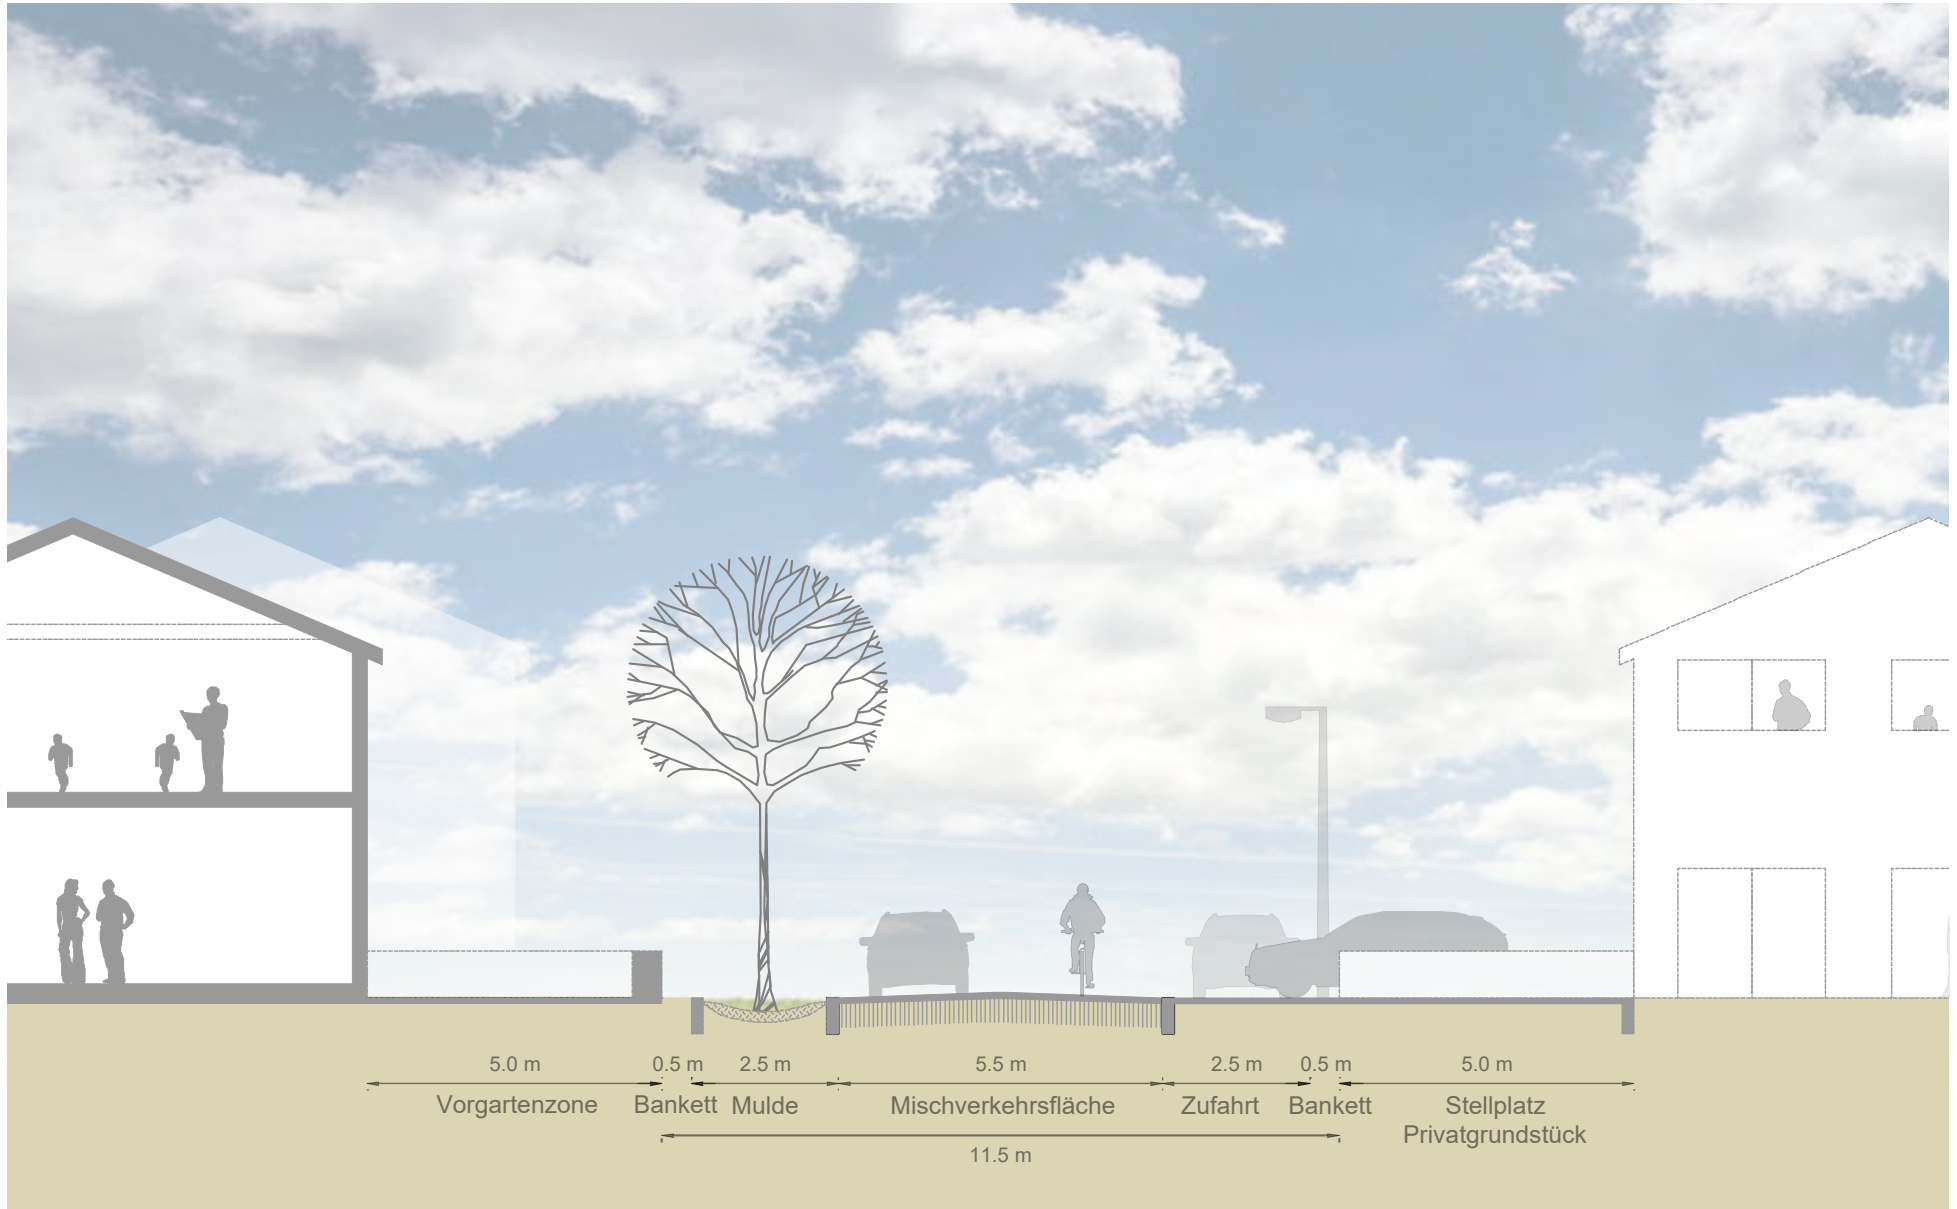 5.0 m 0.5 m 2.5 m 5.5 m 2.5 m 0.5 m 5.0 m
Vorgartenzone Bankett Mulde Mischverkehrsfläche Zufahrt Bankett Stellplatz
Privatgrundstück
11.5 m